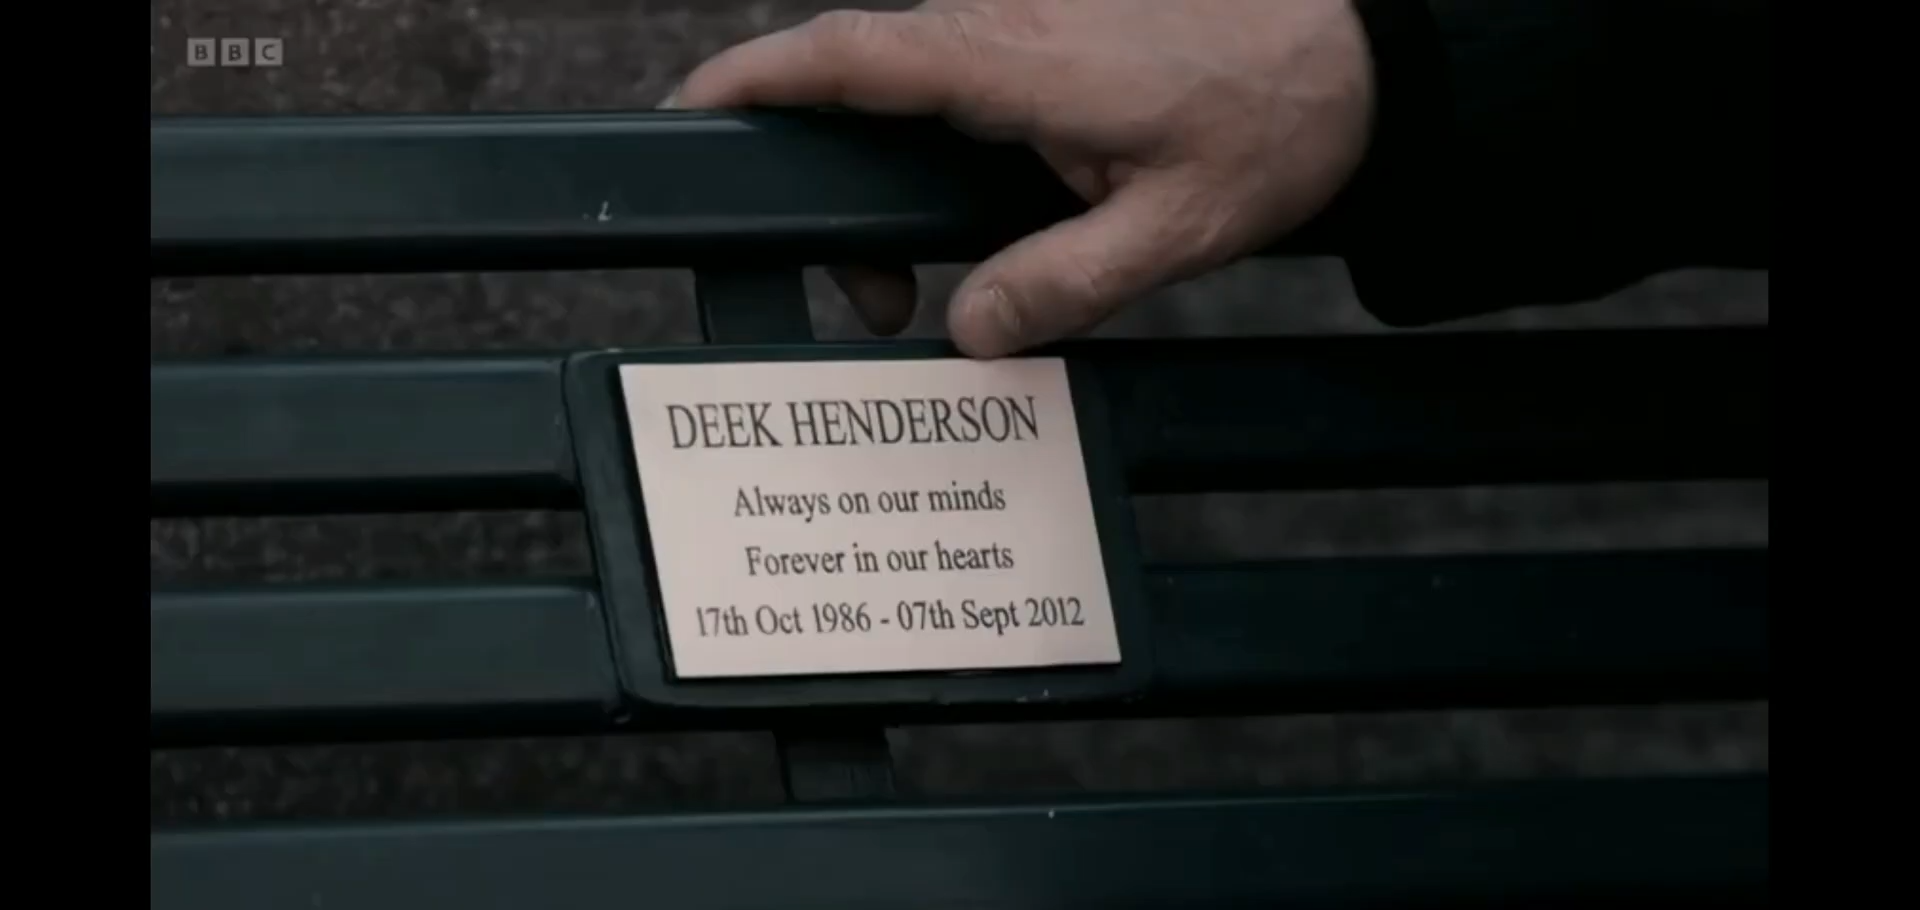 BBC
DEEK HENDERSON
Always on our minds
Forever in our hearts
17th Oct 1986 - 07th Sept 2012